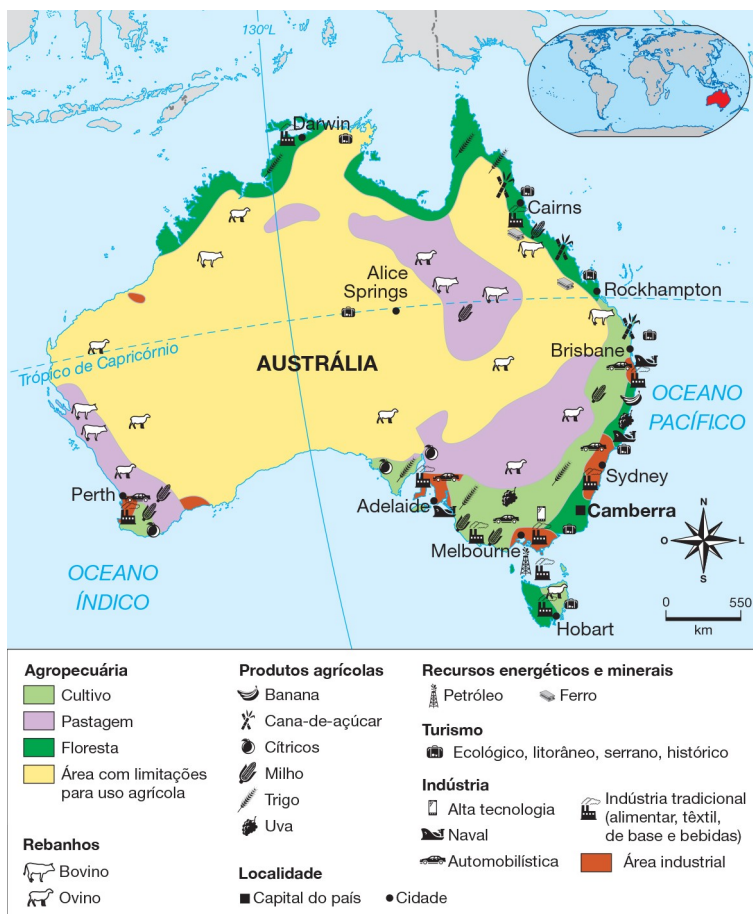 130ºL
Darwin
Cairns
Alice
Springs
Rockhampton
Trópico de Capricórnio
AUSTRÁLIA
Brisbane
OCEANO
PACÍFICO
Perth
Adelaide
Sydney
Camberra
Melbourne
Hobart
OCEANO
ÍNDICO
N
O
L
S
0
550
km
Agropecuária
Cultivo
Pastagem
Floresta
Área com limitações
para uso agrícola
Rebanhos
Bovino
Ovino
Produtos agrícolas
Banana
Cana-de-açúcar
Cítricos
Milho
Trigo
Uva
Localidade
Capital do país
Cidade
Recursos energéticos e minerais
Petróleo
Ferro
Turismo
Ecológico, litorâneo, serrano, histórico
Indústria
Alta tecnologia
Naval
Automobilística
Indústria tradicional
(alimentar, têxtil,
de base e bebidas)
Área industrial